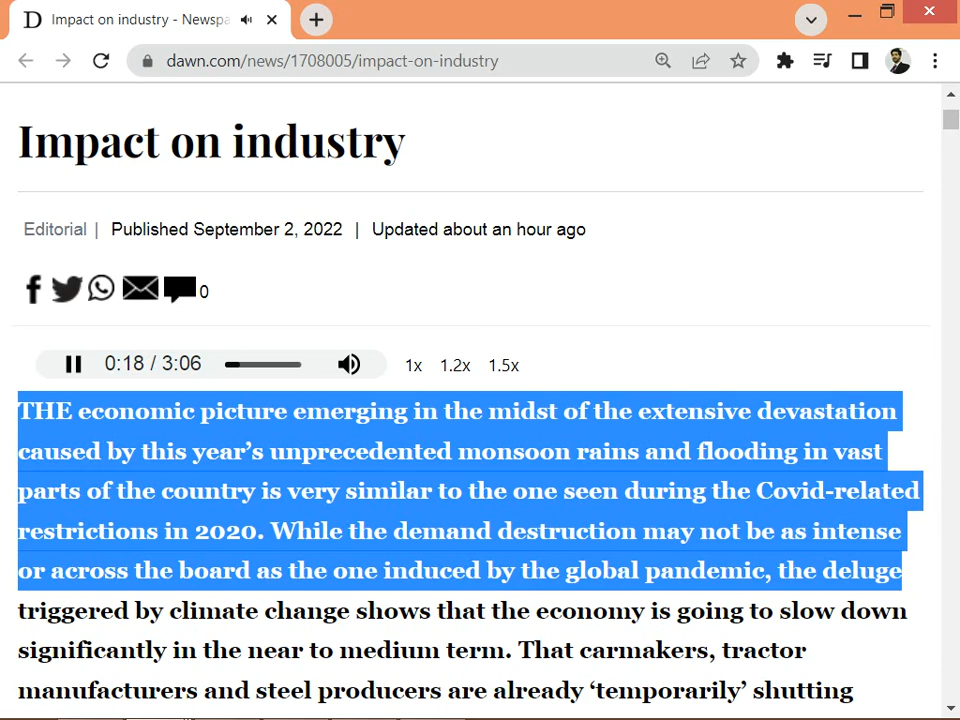 D Impact on industry - Newspa
dawn.com/news/1708005/impact-on-industry
Impact on industry
Editorial | Published September 2, 2022 | Updated about an hour ago
0
0:18 / 3:06 1x 1.2x 1.5x
THE economic picture emerging in the midst of the extensive devastation
caused by this year’s unprecedented monsoon rains and flooding in vast
parts of the country is very similar to the one seen during the Covid-related
restrictions in 2020. While the demand destruction may not be as intense
or across the board as the one induced by the global pandemic, the deluge
triggered by climate change shows that the economy is going to slow down
significantly in the near to medium term. That carmakers, tractor
manufacturers and steel producers are already ‘temporarily’ shutting